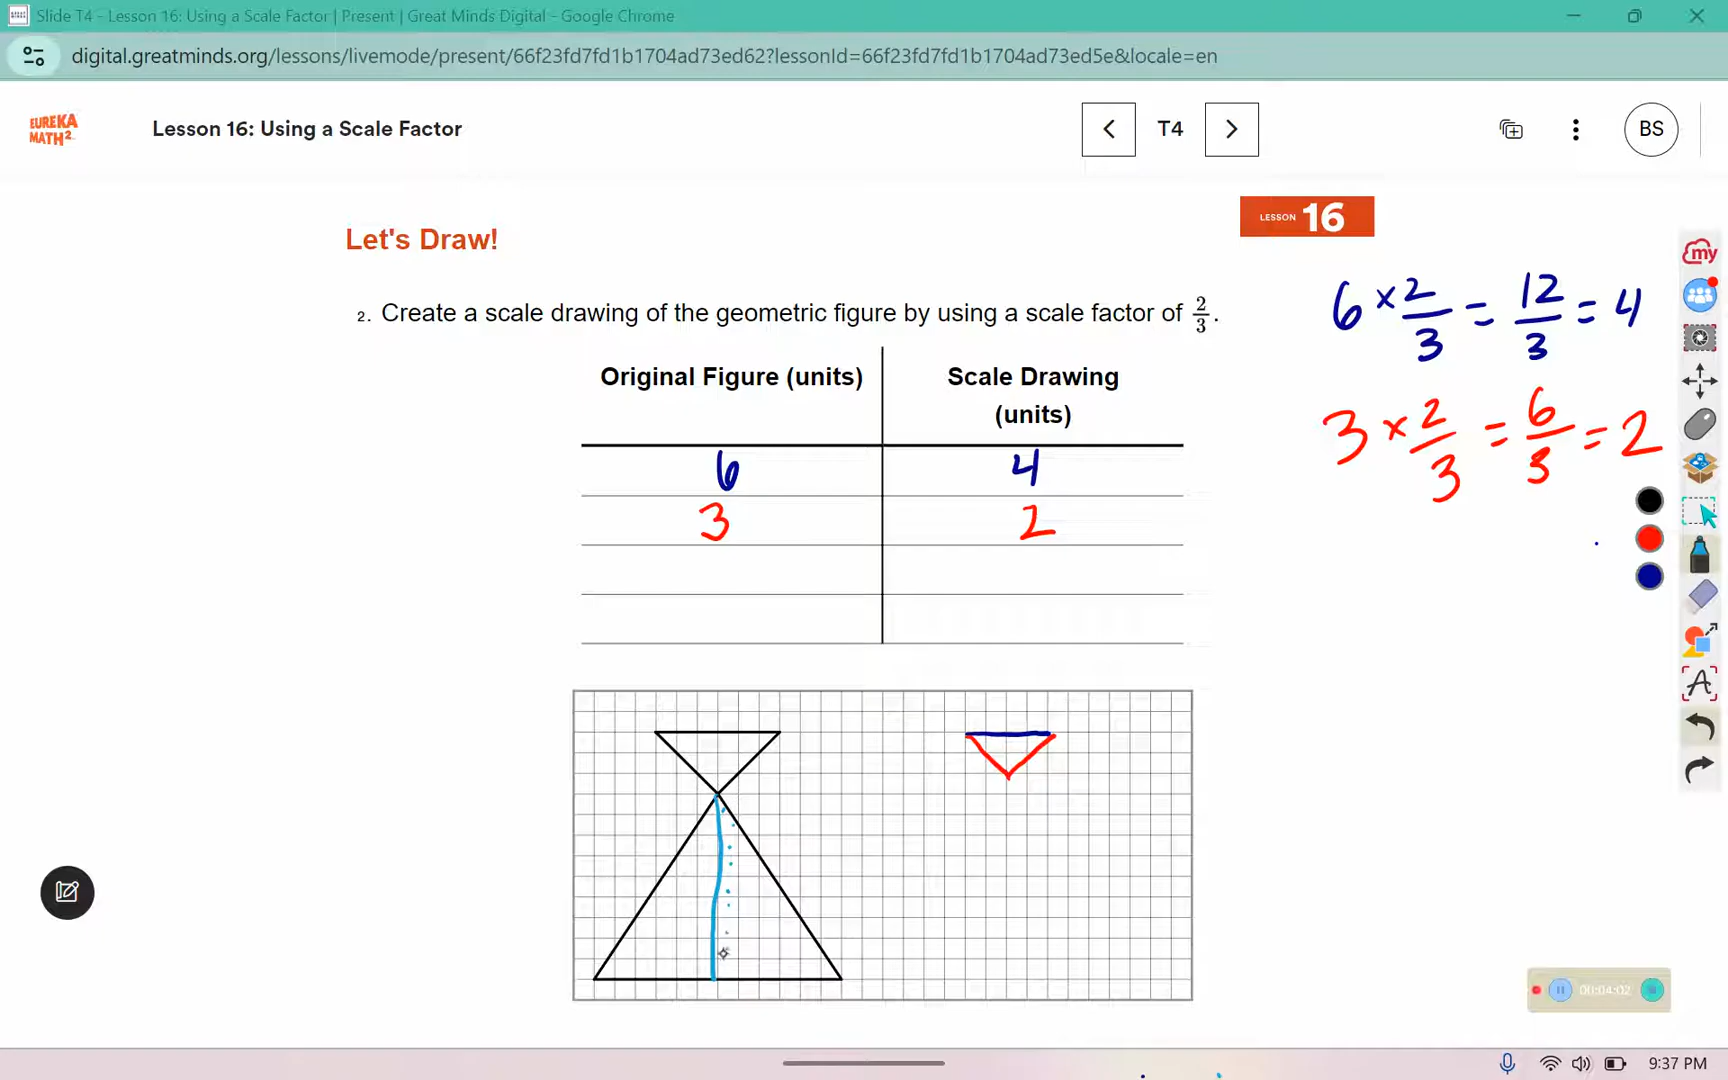 Slide T4 - Lesson 16: Using a Scale Factor | Present | Great Minds Digital - Google Chrome
digital.greatminds.org/lessons/livemode/present/66f23fd7fd1b1704ad73ed62?lessonId=66f23fd7fd1b1704ad73ed5e&locale=en
EUREKA
MATH²
Lesson 16: Using a Scale Factor
T4
BS
LESSON 16
Let's Draw!
my
6 × 2/3 = 12/3 = 4
2. Create a scale drawing of the geometric figure by using a scale factor of 2/3.
Original Figure (units)
Scale Drawing
(units)
3 × 2/3 = 6/3 = 2
6 4
3 2
A
00:04:02
9:37 PM